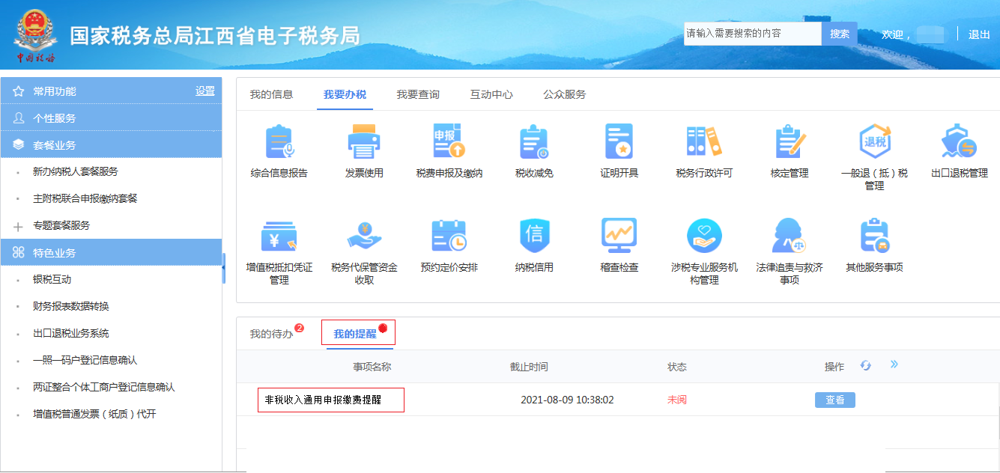 国家税务总局江西省电子税务局
中国税务
请输入需要搜索的内容
搜索
欢迎，
退出
常用功能
设置
个性服务
套餐业务
新办纳税人套餐服务
主附税联合申报缴纳套餐
专题套餐服务
特色业务
银税互动
财务报表数据转换
出口退税业务系统
一照一码户登记信息确认
两证整合个体工商户登记信息确认
增值税普通发票（纸质）代开
我的信息
我要办税
我要查询
互动中心
公众服务
申报
退税
综合信息报告
发票使用
税费申报及缴纳
税收减免
证明开具
税务行政许可
核定管理
一般退（抵）税
管理
出口退税管理
¥
¥
信
增值税抵扣凭证
管理
税务代保管资金
收取
预约定价安排
纳税信用
稽查检查
涉税专业服务机
构管理
法律追责与救济
事项
其他服务事项
我的待办
2
我的提醒
事项名称
截止时间
状态
操作
非税收入通用申报缴费提醒
2021-08-09 10:38:02
未阅
查看